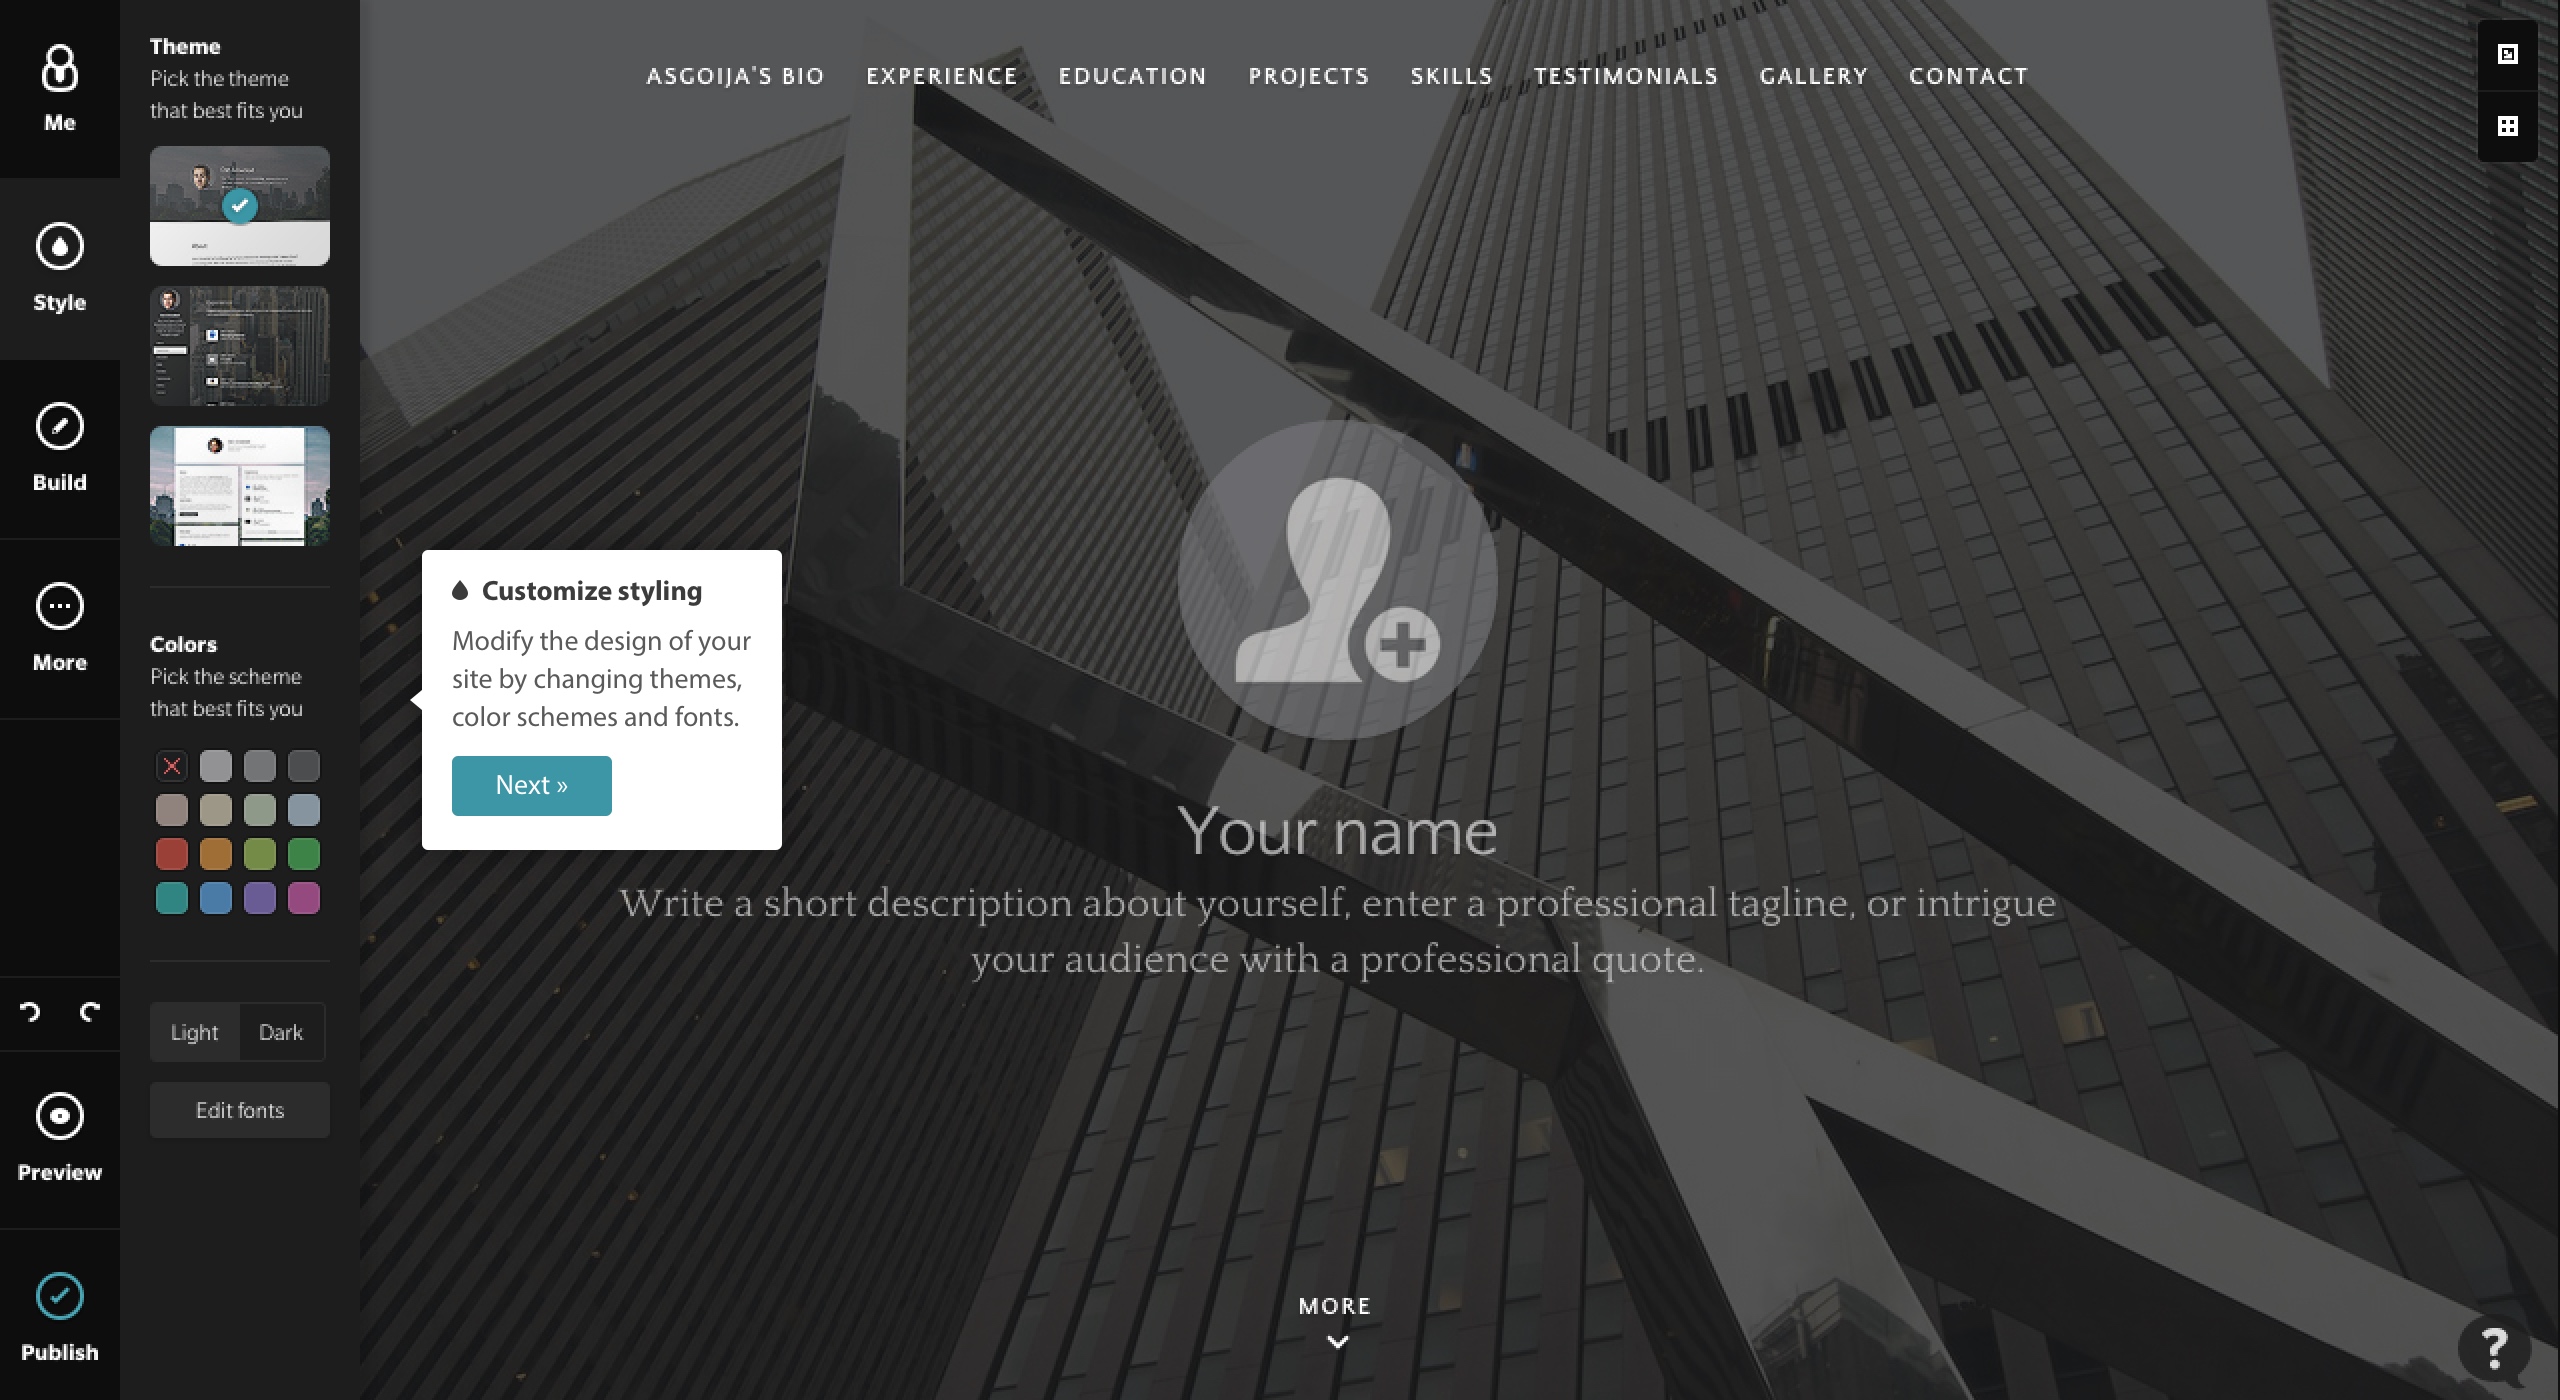 Me
Style
Build
More
Preview
Publish
Theme
Pick the theme
that best fits you
Colors
Pick the scheme
that best fits you
Light
Dark
Edit fonts
ASGOIJA'S BIO
EXPERIENCE
EDUCATION
PROJECTS
SKILLS
TESTIMONIALS
GALLERY
CONTACT
Customize styling
Modify the design of your
site by changing themes,
color schemes and fonts.
Next »
Your name
Write a short description about yourself, enter a professional tagline, or intrigue
your audience with a professional quote.
MORE
?